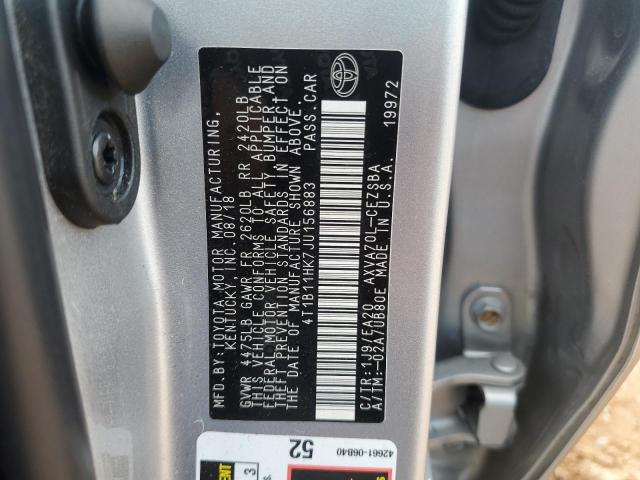 MFD. BY: TOYOTA MOTOR MANUFACTURING,
KENTUCKY, INC. 08/18
GVWR 4475LB GAWR FR 2620LB RR 2420LB
THIS VEHICLE CONFORMS TO ALL APPLICABLE
FEDERAL MOTOR VEHICLE SAFETY, BUMPER, AND
THEFT PREVENTION STANDARDS IN EFFECT ON
THE DATE OF MANUFACTURE SHOWN ABOVE.
4T1B11HK7JU156883 PASS. CAR
C/TR: 1J9/EA20 AXVA70L-CEZSBA
A/TM: -02A/UB80E MADE IN U.S.A.
19972
52
42661-06B40
3